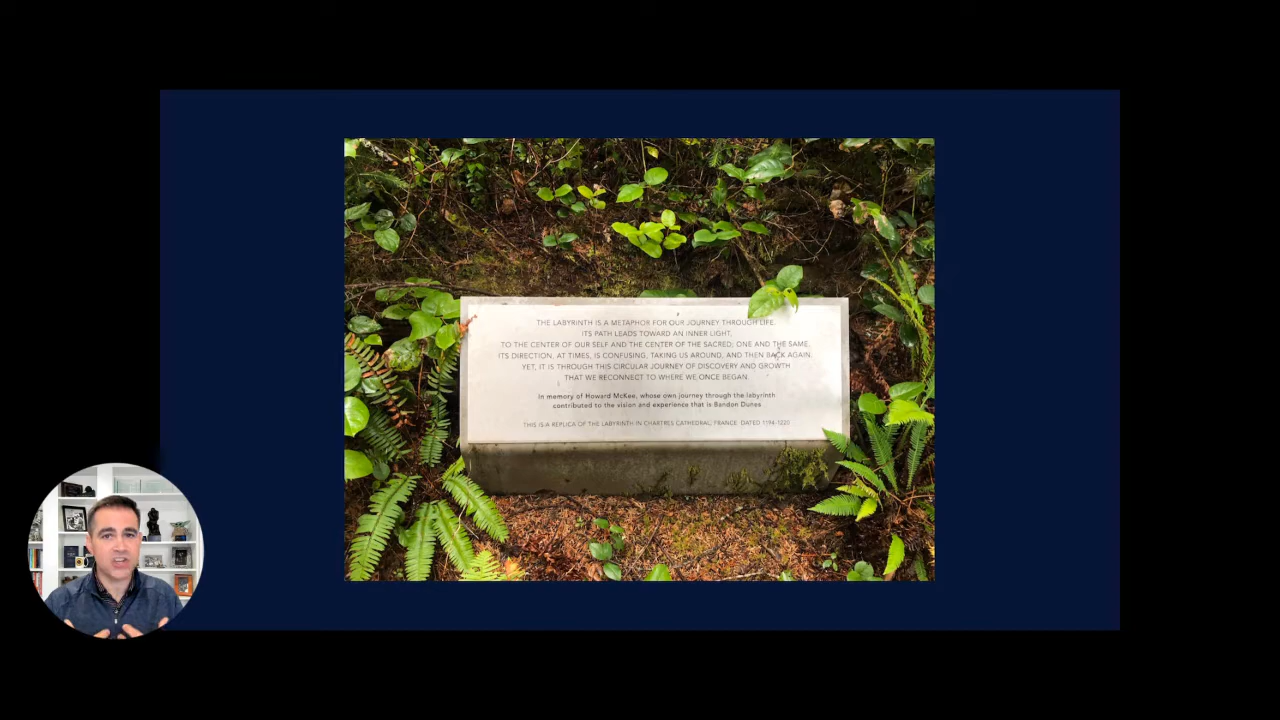 THE LABYRINTH IS A METAPHOR FOR OUR JOURNEY THROUGH LIFE.
ITS PATH LEADS TOWARD AN INNER LIGHT,
TO THE CENTER OF OUR SELF AND THE CENTER OF THE SACRED; ONE AND THE SAME.
ITS DIRECTION, AT TIMES, IS CONFUSING, TAKING US AROUND, AND THEN BACK AGAIN.
YET, IT IS THROUGH THIS CIRCULAR JOURNEY OF DISCOVERY AND GROWTH
THAT WE RECONNECT TO WHERE WE ONCE BEGAN.
In memory of Howard McKee, whose own journey through the labyrinth
contributed to the vision and experience that is Bandon Dunes
THIS IS A REPLICA OF THE LABYRINTH IN CHARTRES CATHEDRAL, FRANCE DATED 1194-1220